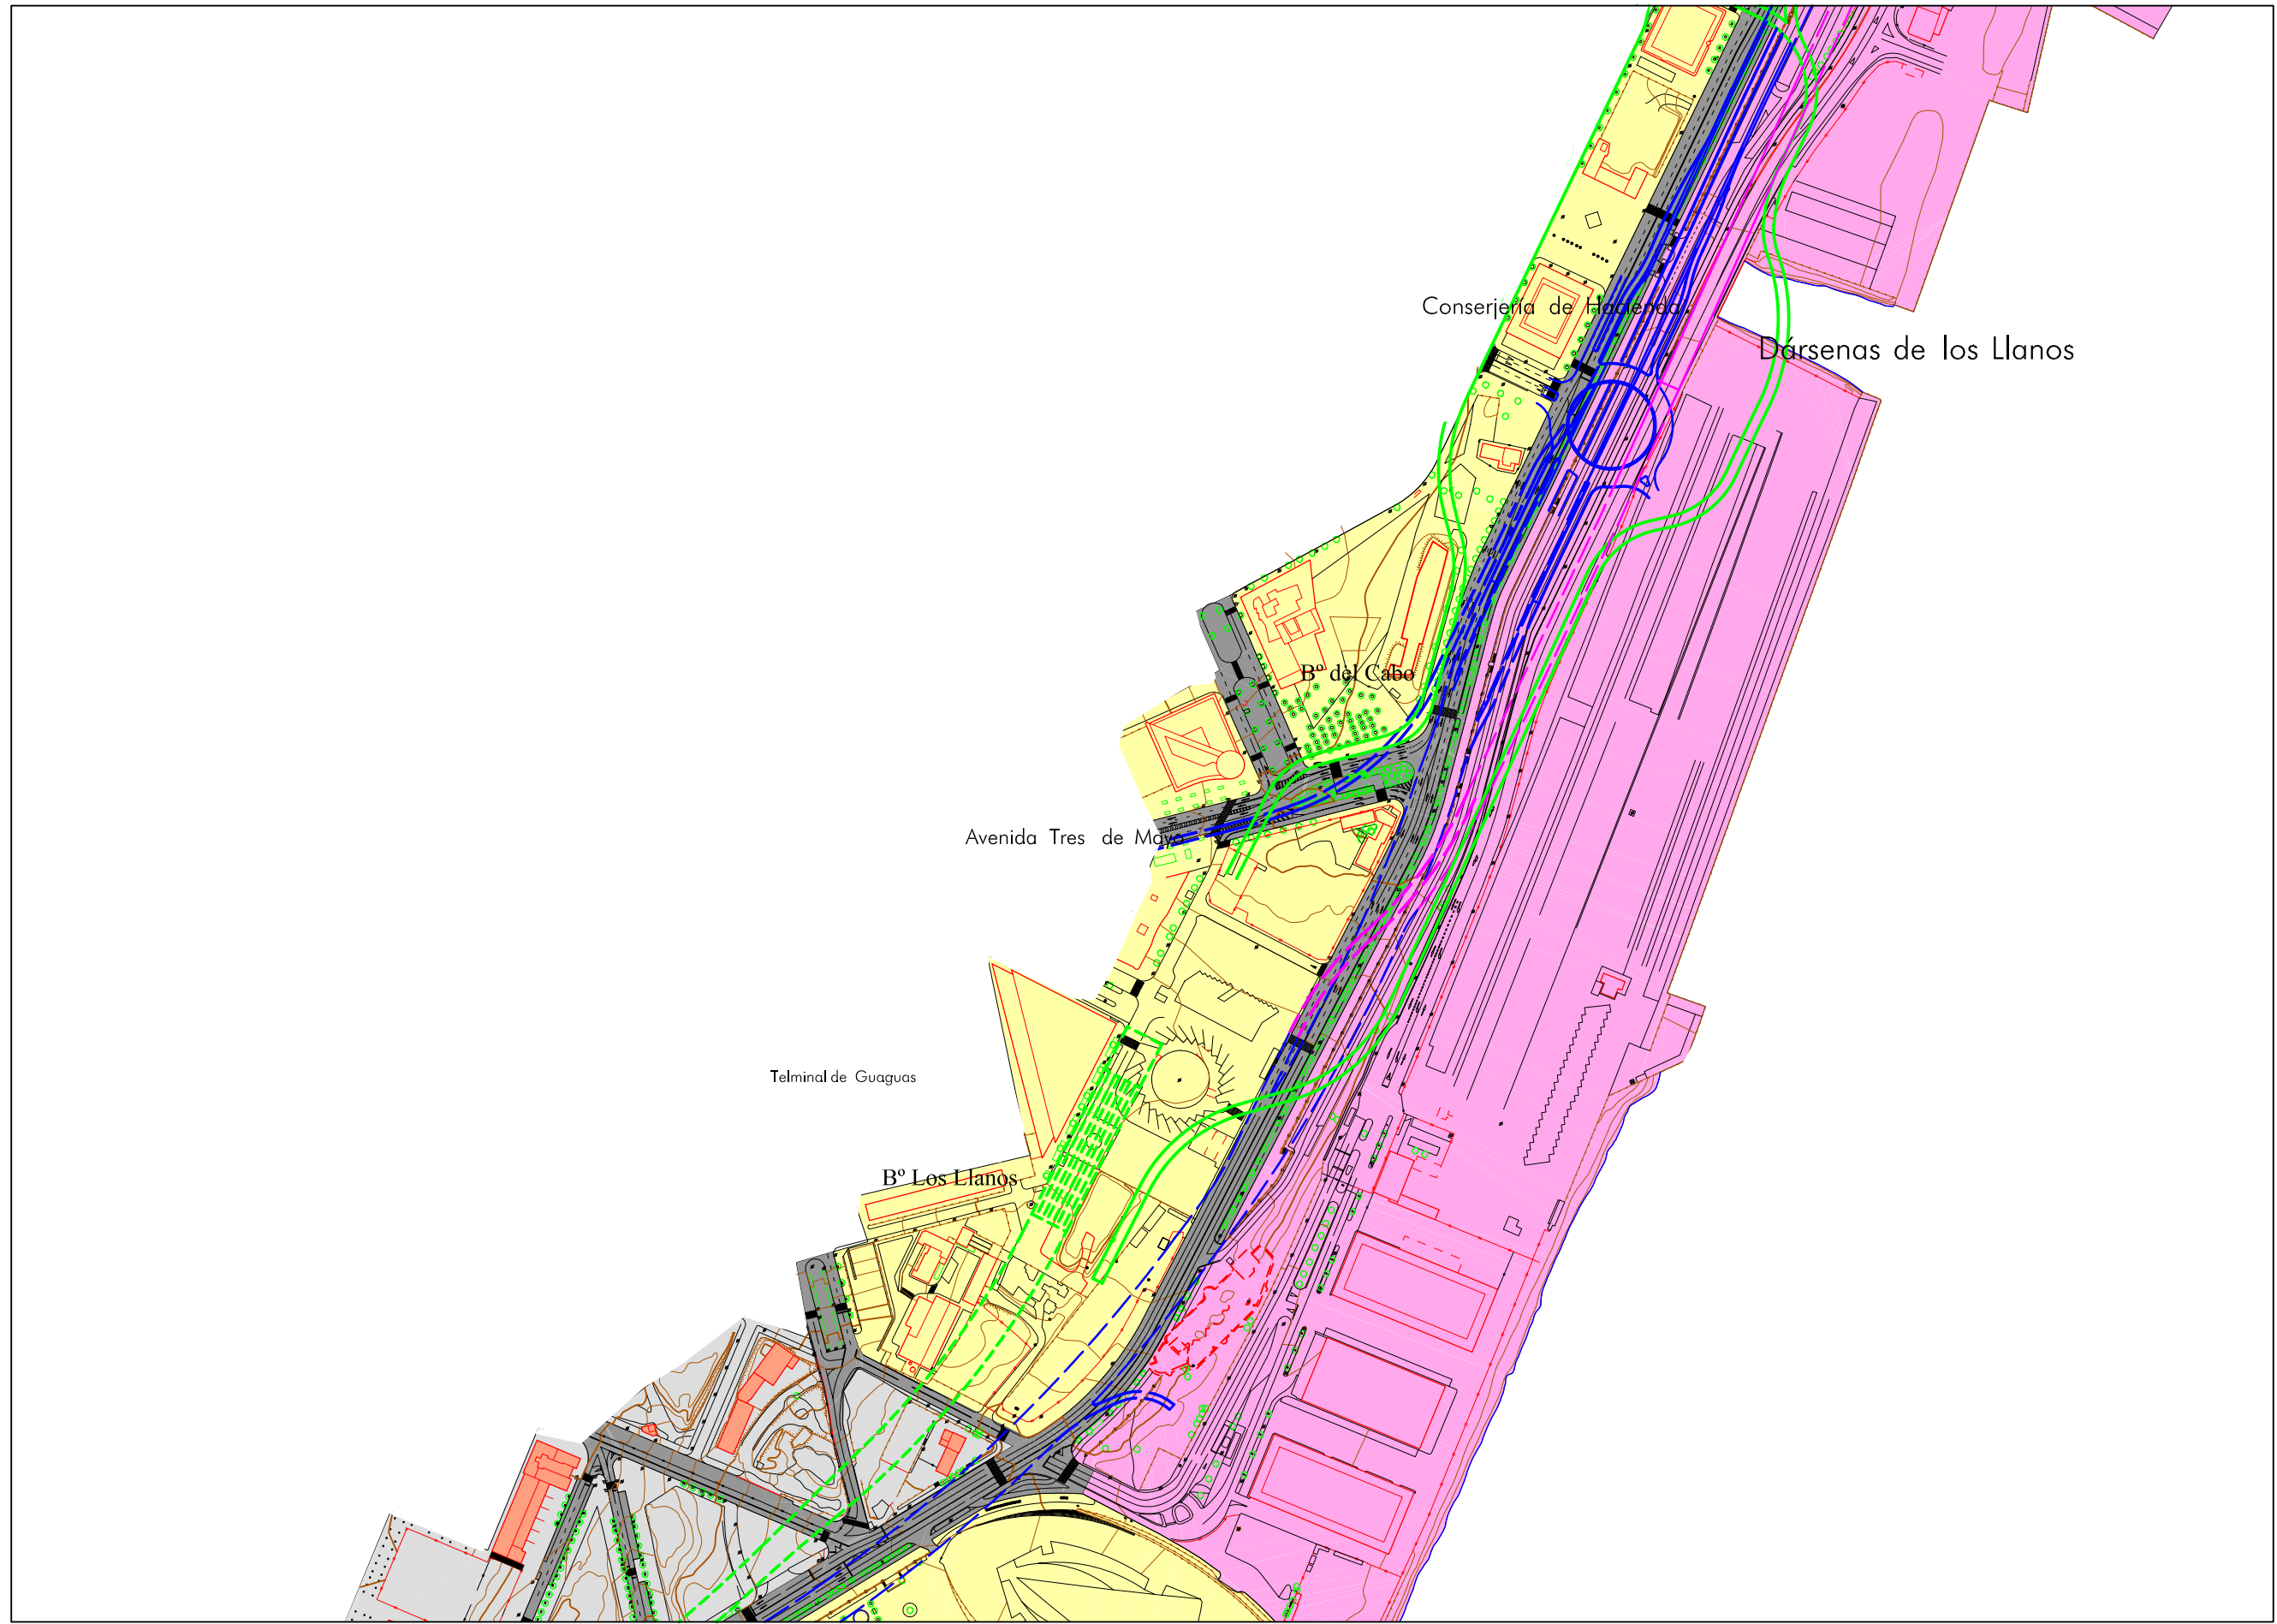 Conserjería de Hacienda
Dársenas de los Llanos
Bº del Cabo
Avenida Tres de Mayo
Telminal de Guaguas
Bº Los Llanos